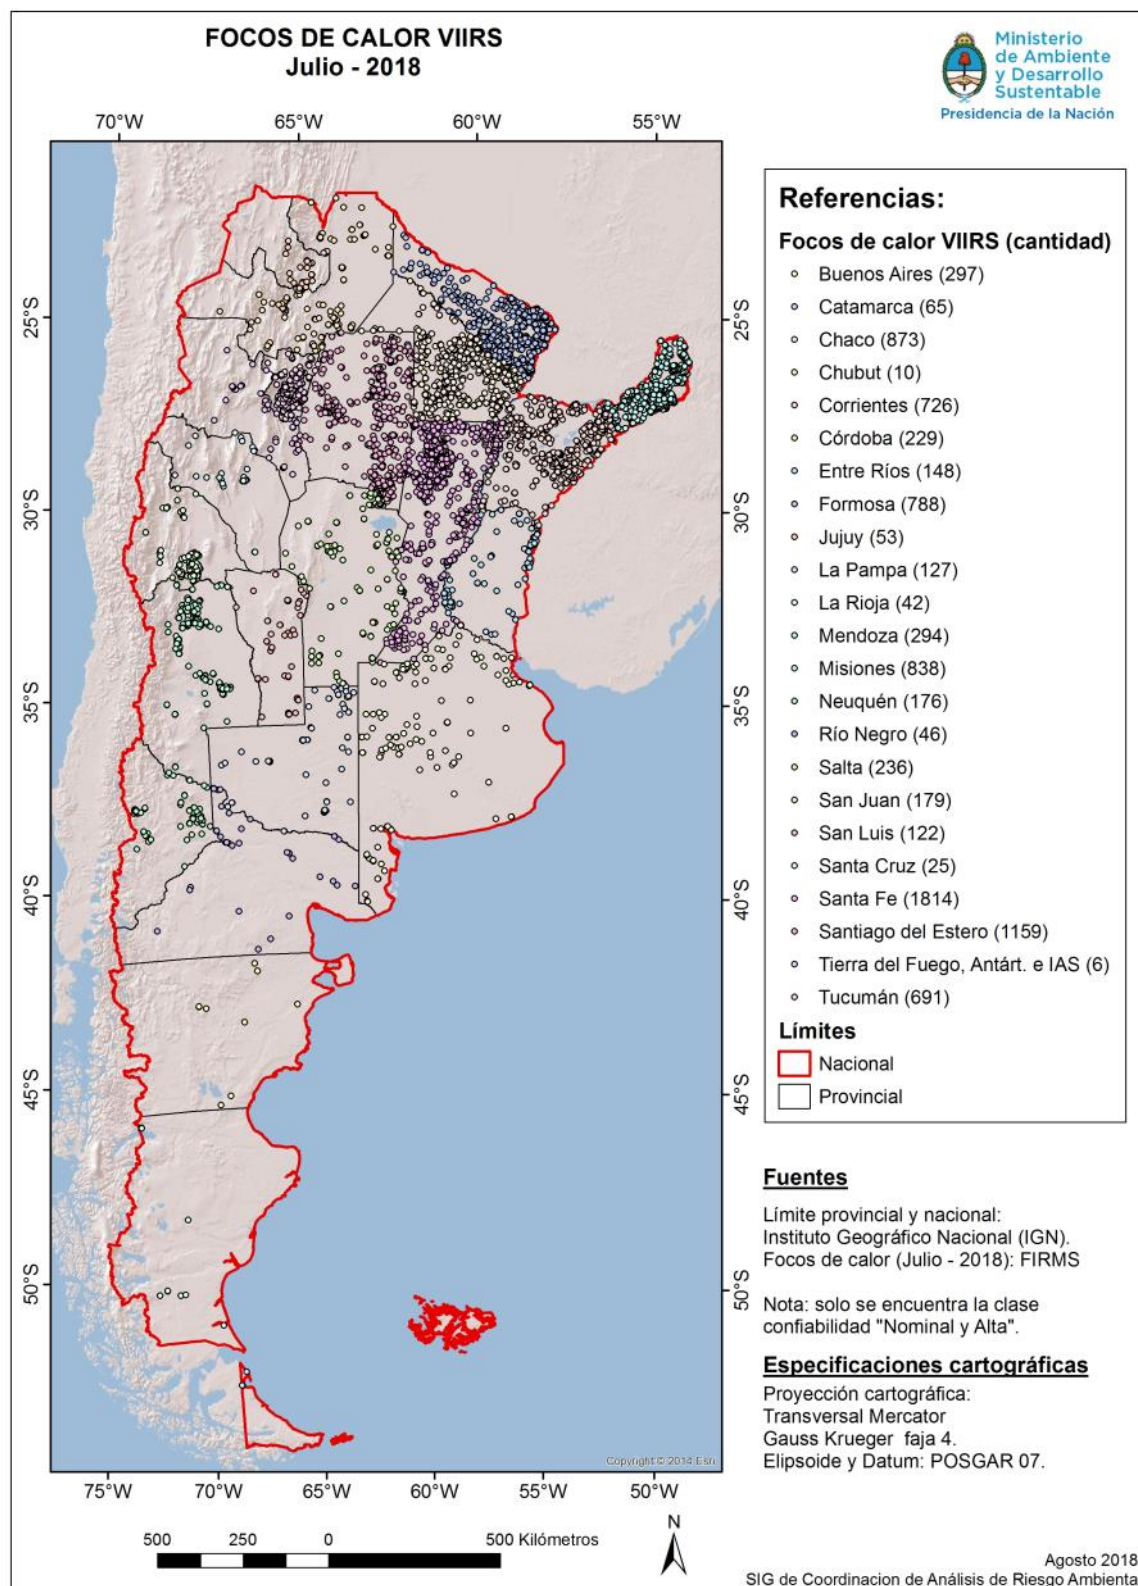 FOCOS DE CALOR VIIRS
Julio - 2018
Ministerio
de Ambiente
y Desarrollo
Sustentable
Presidencia de la Nación
70°W 65°W 60°W 55°W
25°S 25°S
30°S 30°S
35°S 35°S
40°S 40°S
45°S 45°S
50°S 50°S
Copyright © 2014 Esri
75°W 70°W 65°W 60°W 55°W 50°W
500 250 0 500 Kilómetros
N
Referencias:
Focos de calor VIIRS (cantidad)
Buenos Aires (297)
Catamarca (65)
Chaco (873)
Chubut (10)
Corrientes (726)
Córdoba (229)
Entre Ríos (148)
Formosa (788)
Jujuy (53)
La Pampa (127)
La Rioja (42)
Mendoza (294)
Misiones (838)
Neuquén (176)
Río Negro (46)
Salta (236)
San Juan (179)
San Luis (122)
Santa Cruz (25)
Santa Fe (1814)
Santiago del Estero (1159)
Tierra del Fuego, Antárt. e IAS (6)
Tucumán (691)
Límites
Nacional
Provincial
Fuentes
Límite provincial y nacional:
Instituto Geográfico Nacional (IGN).
Focos de calor (Julio - 2018): FIRMS
Nota: solo se encuentra la clase
confiabilidad "Nominal y Alta".
Especificaciones cartográficas
Proyección cartográfica:
Transversal Mercator
Gauss Krueger faja 4.
Elipsoide y Datum: POSGAR 07.
Agosto 2018
SIG de Coordinacion de Análisis de Riesgo Ambienta